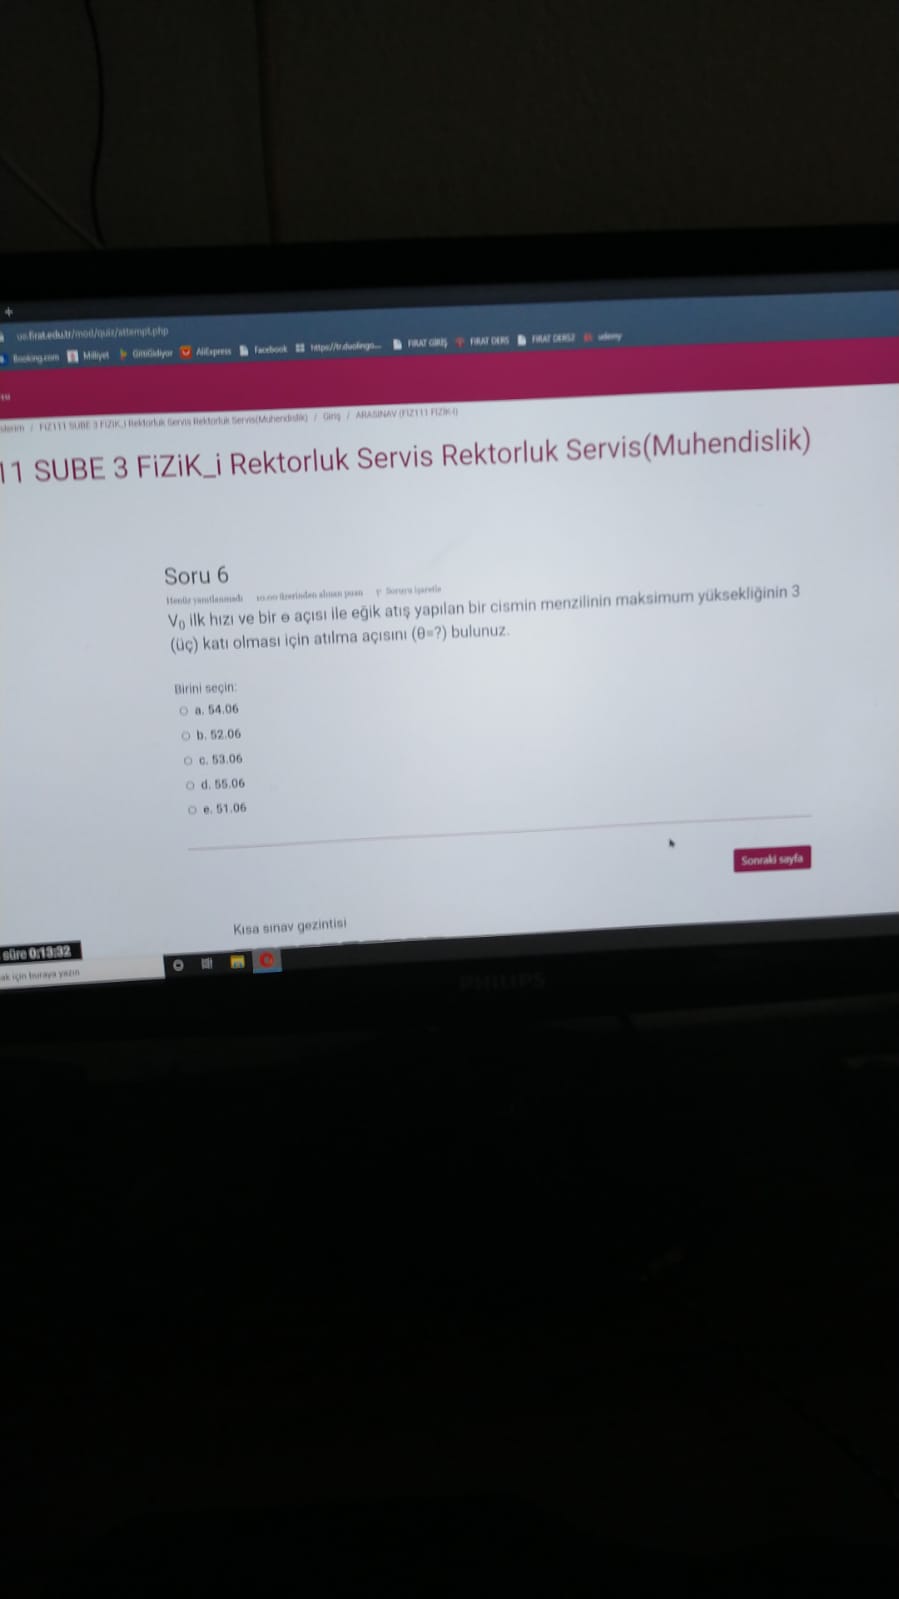 +
us.firat.edu.tr/mod/quiz/attempt.php
Booking.com Milliyet GittiGidiyor AliExpress Facebook https://tr.duolingo... FIRAT GİRİŞ FIRAT DERS FIRAT DERS2 udemy
/ FIZ111 SUBE 3 FIZIK_i Rektorluk Servis Rektorluk Servis(Muhendislik) / Giriş / ARASINAV (FIZ111 FIZIK-I)
11 SUBE 3 FiZiK_i Rektorluk Servis Rektorluk Servis(Muhendislik)
Soru 6
Henüz yanıtlanmadı 10.00 üzerinden alınan puan Soruyu işaretle
V₀ ilk hızı ve bir ɵ açısı ile eğik atış yapılan bir cismin menzilinin maksimum yüksekliğinin 3
(üç) katı olması için atılma açısını (θ=?) bulunuz.
Birini seçin:
a. 54.06
b. 52.06
c. 53.06
d. 55.06
e. 51.06
Sonraki sayfa
Kısa sınav gezintisi
süre 0:13:32
ak için buraya yazın
PHILIPS